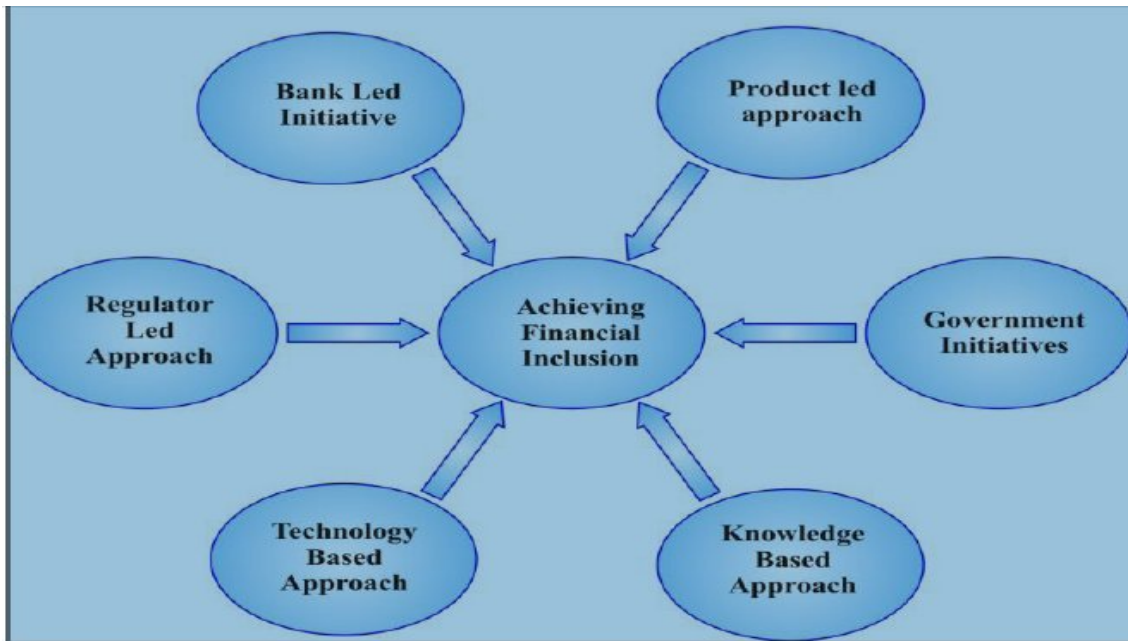 Bank Led
Initiative
Product led
approach
Regulator
Led
Approach
Achieving
Financial
Inclusion
Government
Initiatives
Technology
Based
Approach
Knowledge
Based
Approach